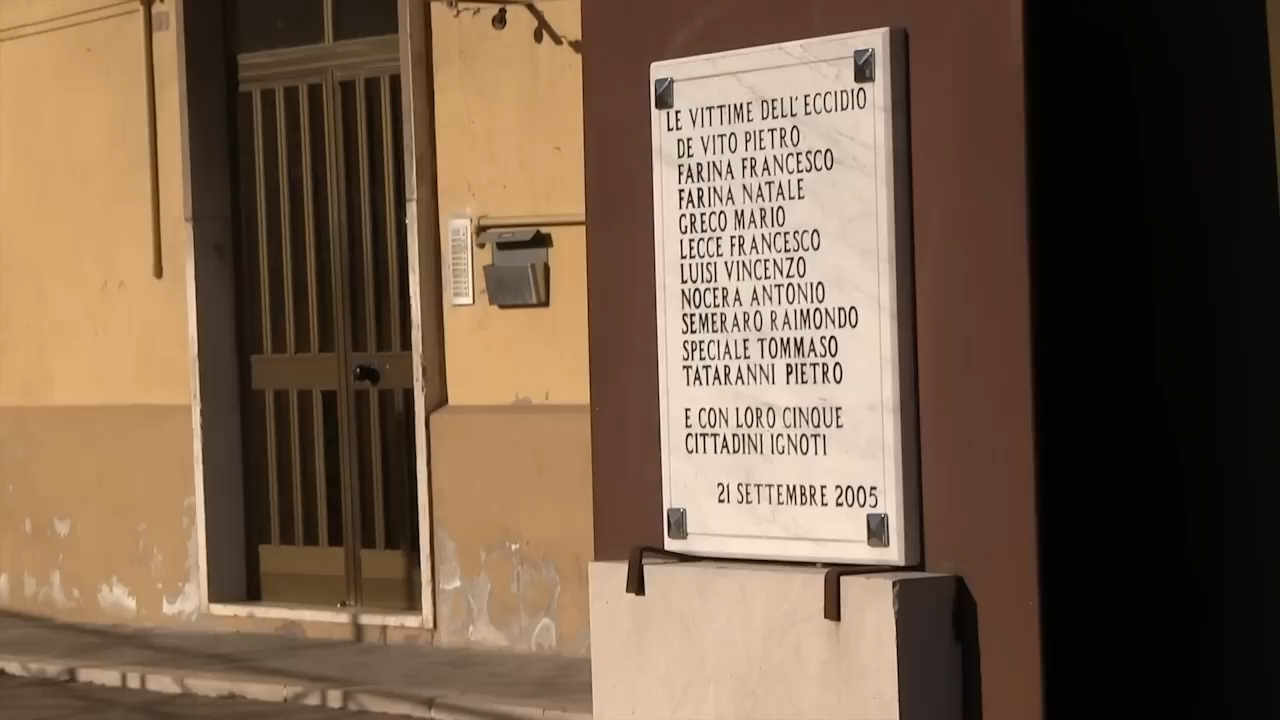 LE VITTIME DELL'ECCIDIO
DE VITO PIETRO
FARINA FRANCESCO
FARINA NATALE
GRECO MARIO
LECCE FRANCESCO
LUISI VINCENZO
NOCERA ANTONIO
SEMERARO RAIMONDO
SPECIALE TOMMASO
TATARANNI PIETRO
E CON LORO CINQUE
CITTADINI IGNOTI
21 SETTEMBRE 2005